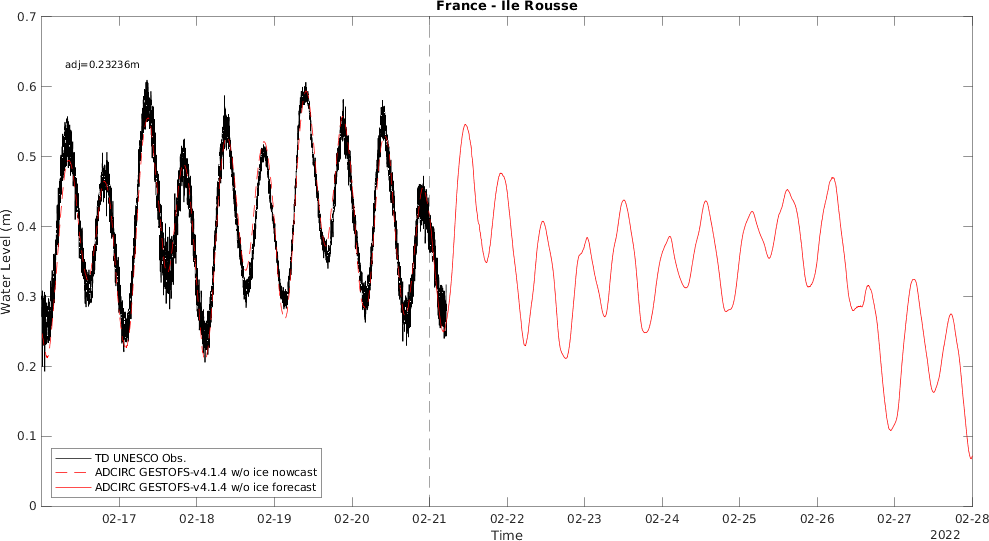 France - Ile Rousse
0.7
0.6
0.5
0.4
0.3
0.2
0.1
0
Water Level (m)
adj=0.23236m
TD UNESCO Obs.
ADCIRC GESTOFS-v4.1.4 w/o ice nowcast
ADCIRC GESTOFS-v4.1.4 w/o ice forecast
02-17 02-18 02-19 02-20 02-21 02-22 02-23 02-24 02-25 02-26 02-27 02-28
Time
2022